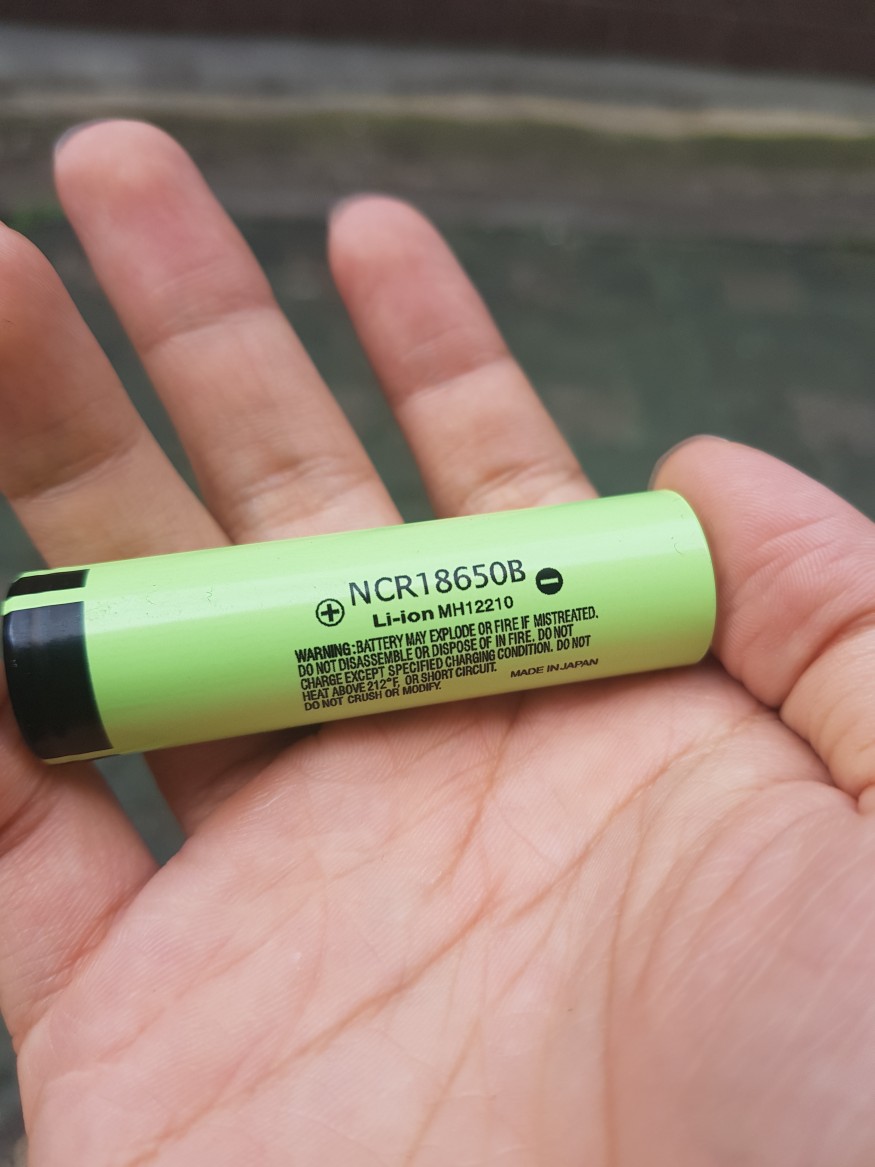 ⊕ NCR18650B ⊖
Li-ion MH12210
WARNING:BATTERY MAY EXPLODE OR FIRE IF MISTREATED.
DO NOT DISASSEMBLE OR DISPOSE OF IN FIRE. DO NOT
CHARGE EXCEPT SPECIFIED CHARGING CONDITION. DO NOT
HEAT ABOVE 212°F, OR SHORT CIRCUIT.
DO NOT CRUSH OR MODIFY.
MADE IN JAPAN